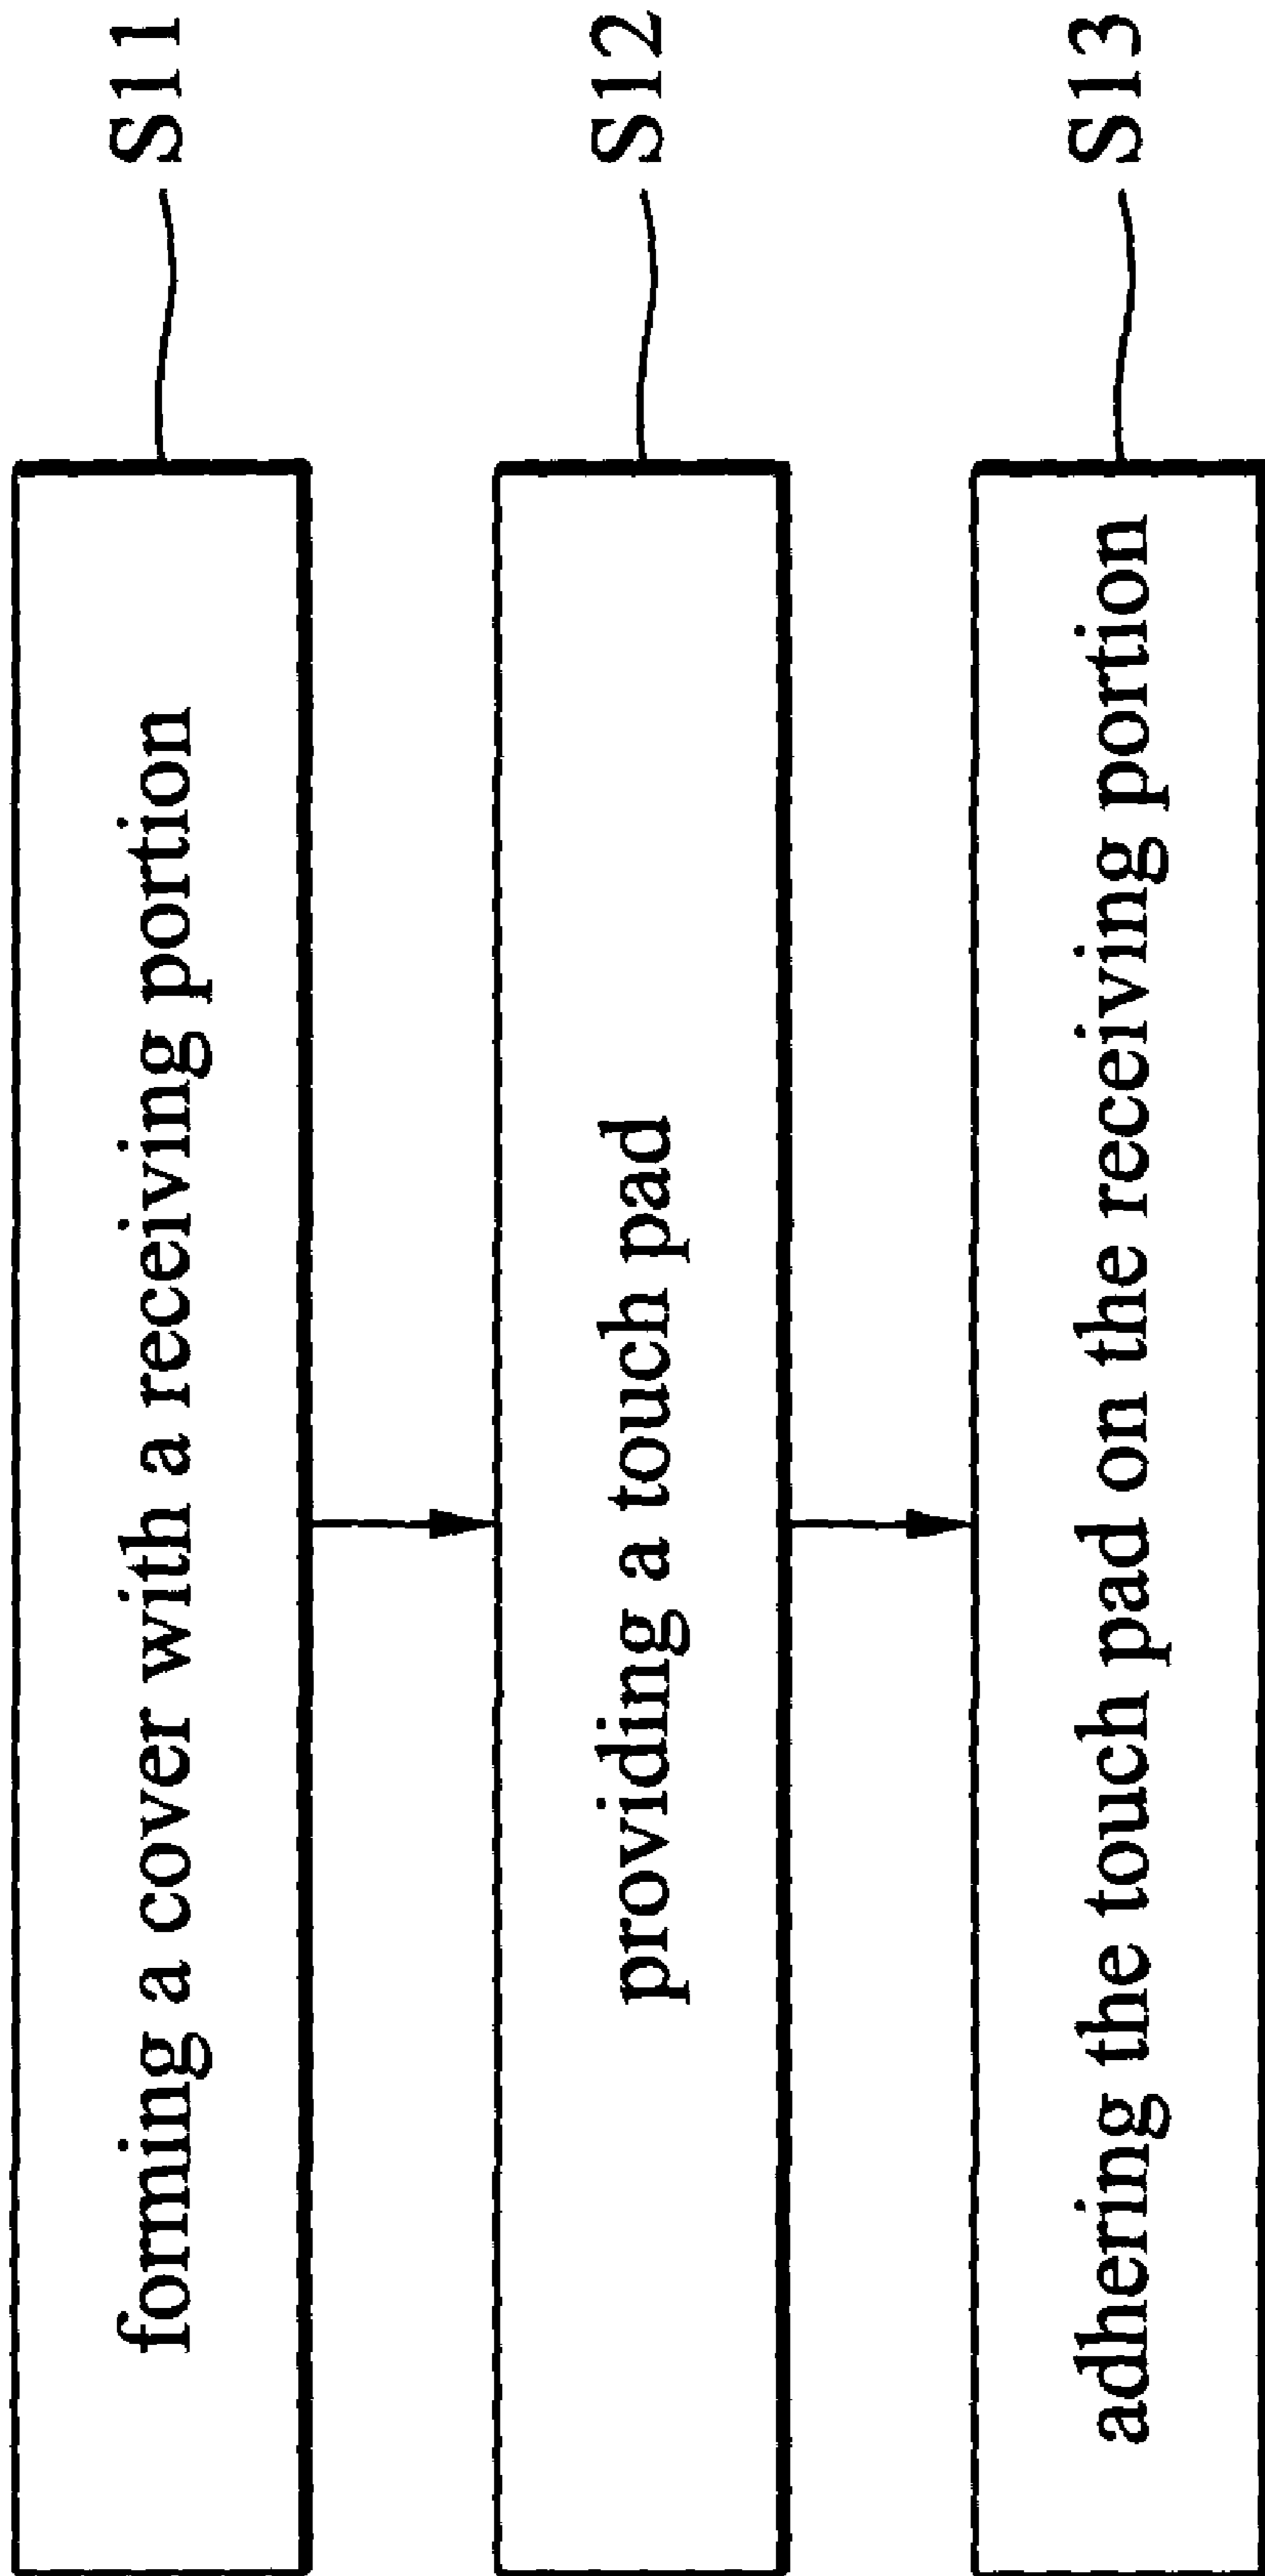 forming a cover with a receiving portion
S11
providing a touch pad
S12
adhering the touch pad on the receiving portion
S13